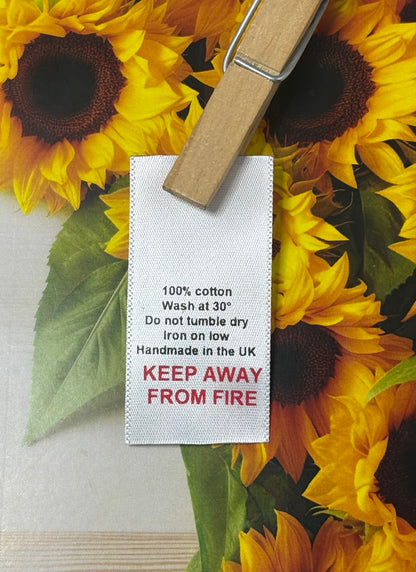 100% cotton
Wash at 30°
Do not tumble dry
Iron on low
Handmade in the UK
KEEP AWAY
FROM FIRE